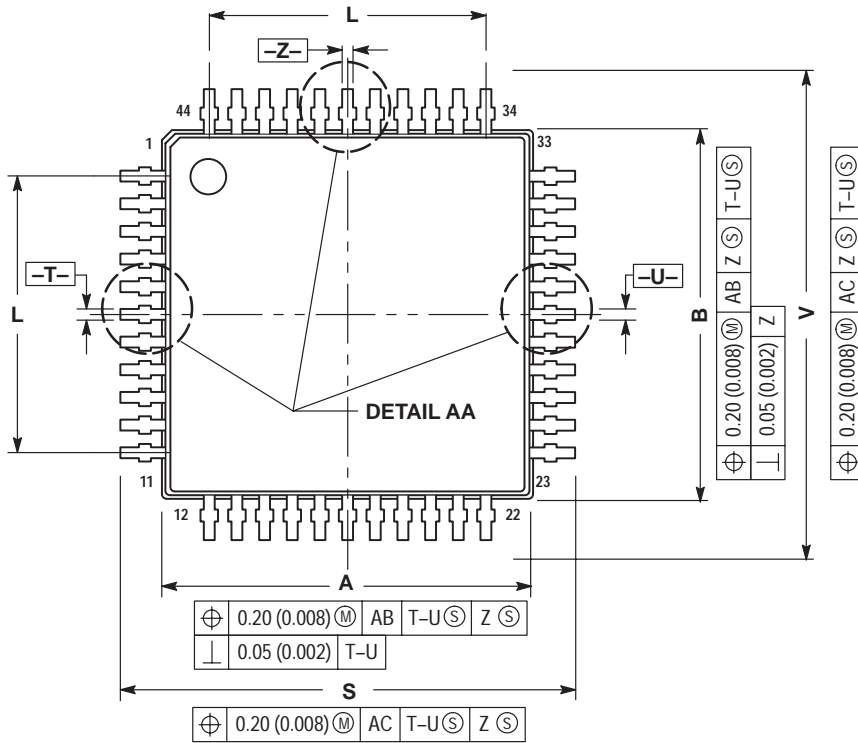 L
–Z–
44
34
1
33
–T–
–U–
L
B
V
DETAIL AA
11
23
12
22
A
⌖ 0.20 (0.008) Ⓜ AB T–U Ⓢ Z Ⓢ
⊥ 0.05 (0.002) T–U
S
⌖ 0.20 (0.008) Ⓜ AC T–U Ⓢ Z Ⓢ
⌖ 0.20 (0.008) Ⓜ AB Z Ⓢ T–U Ⓢ
⊥ 0.05 (0.002) Z
⌖ 0.20 (0.008) Ⓜ AC Z Ⓢ T–U Ⓢ